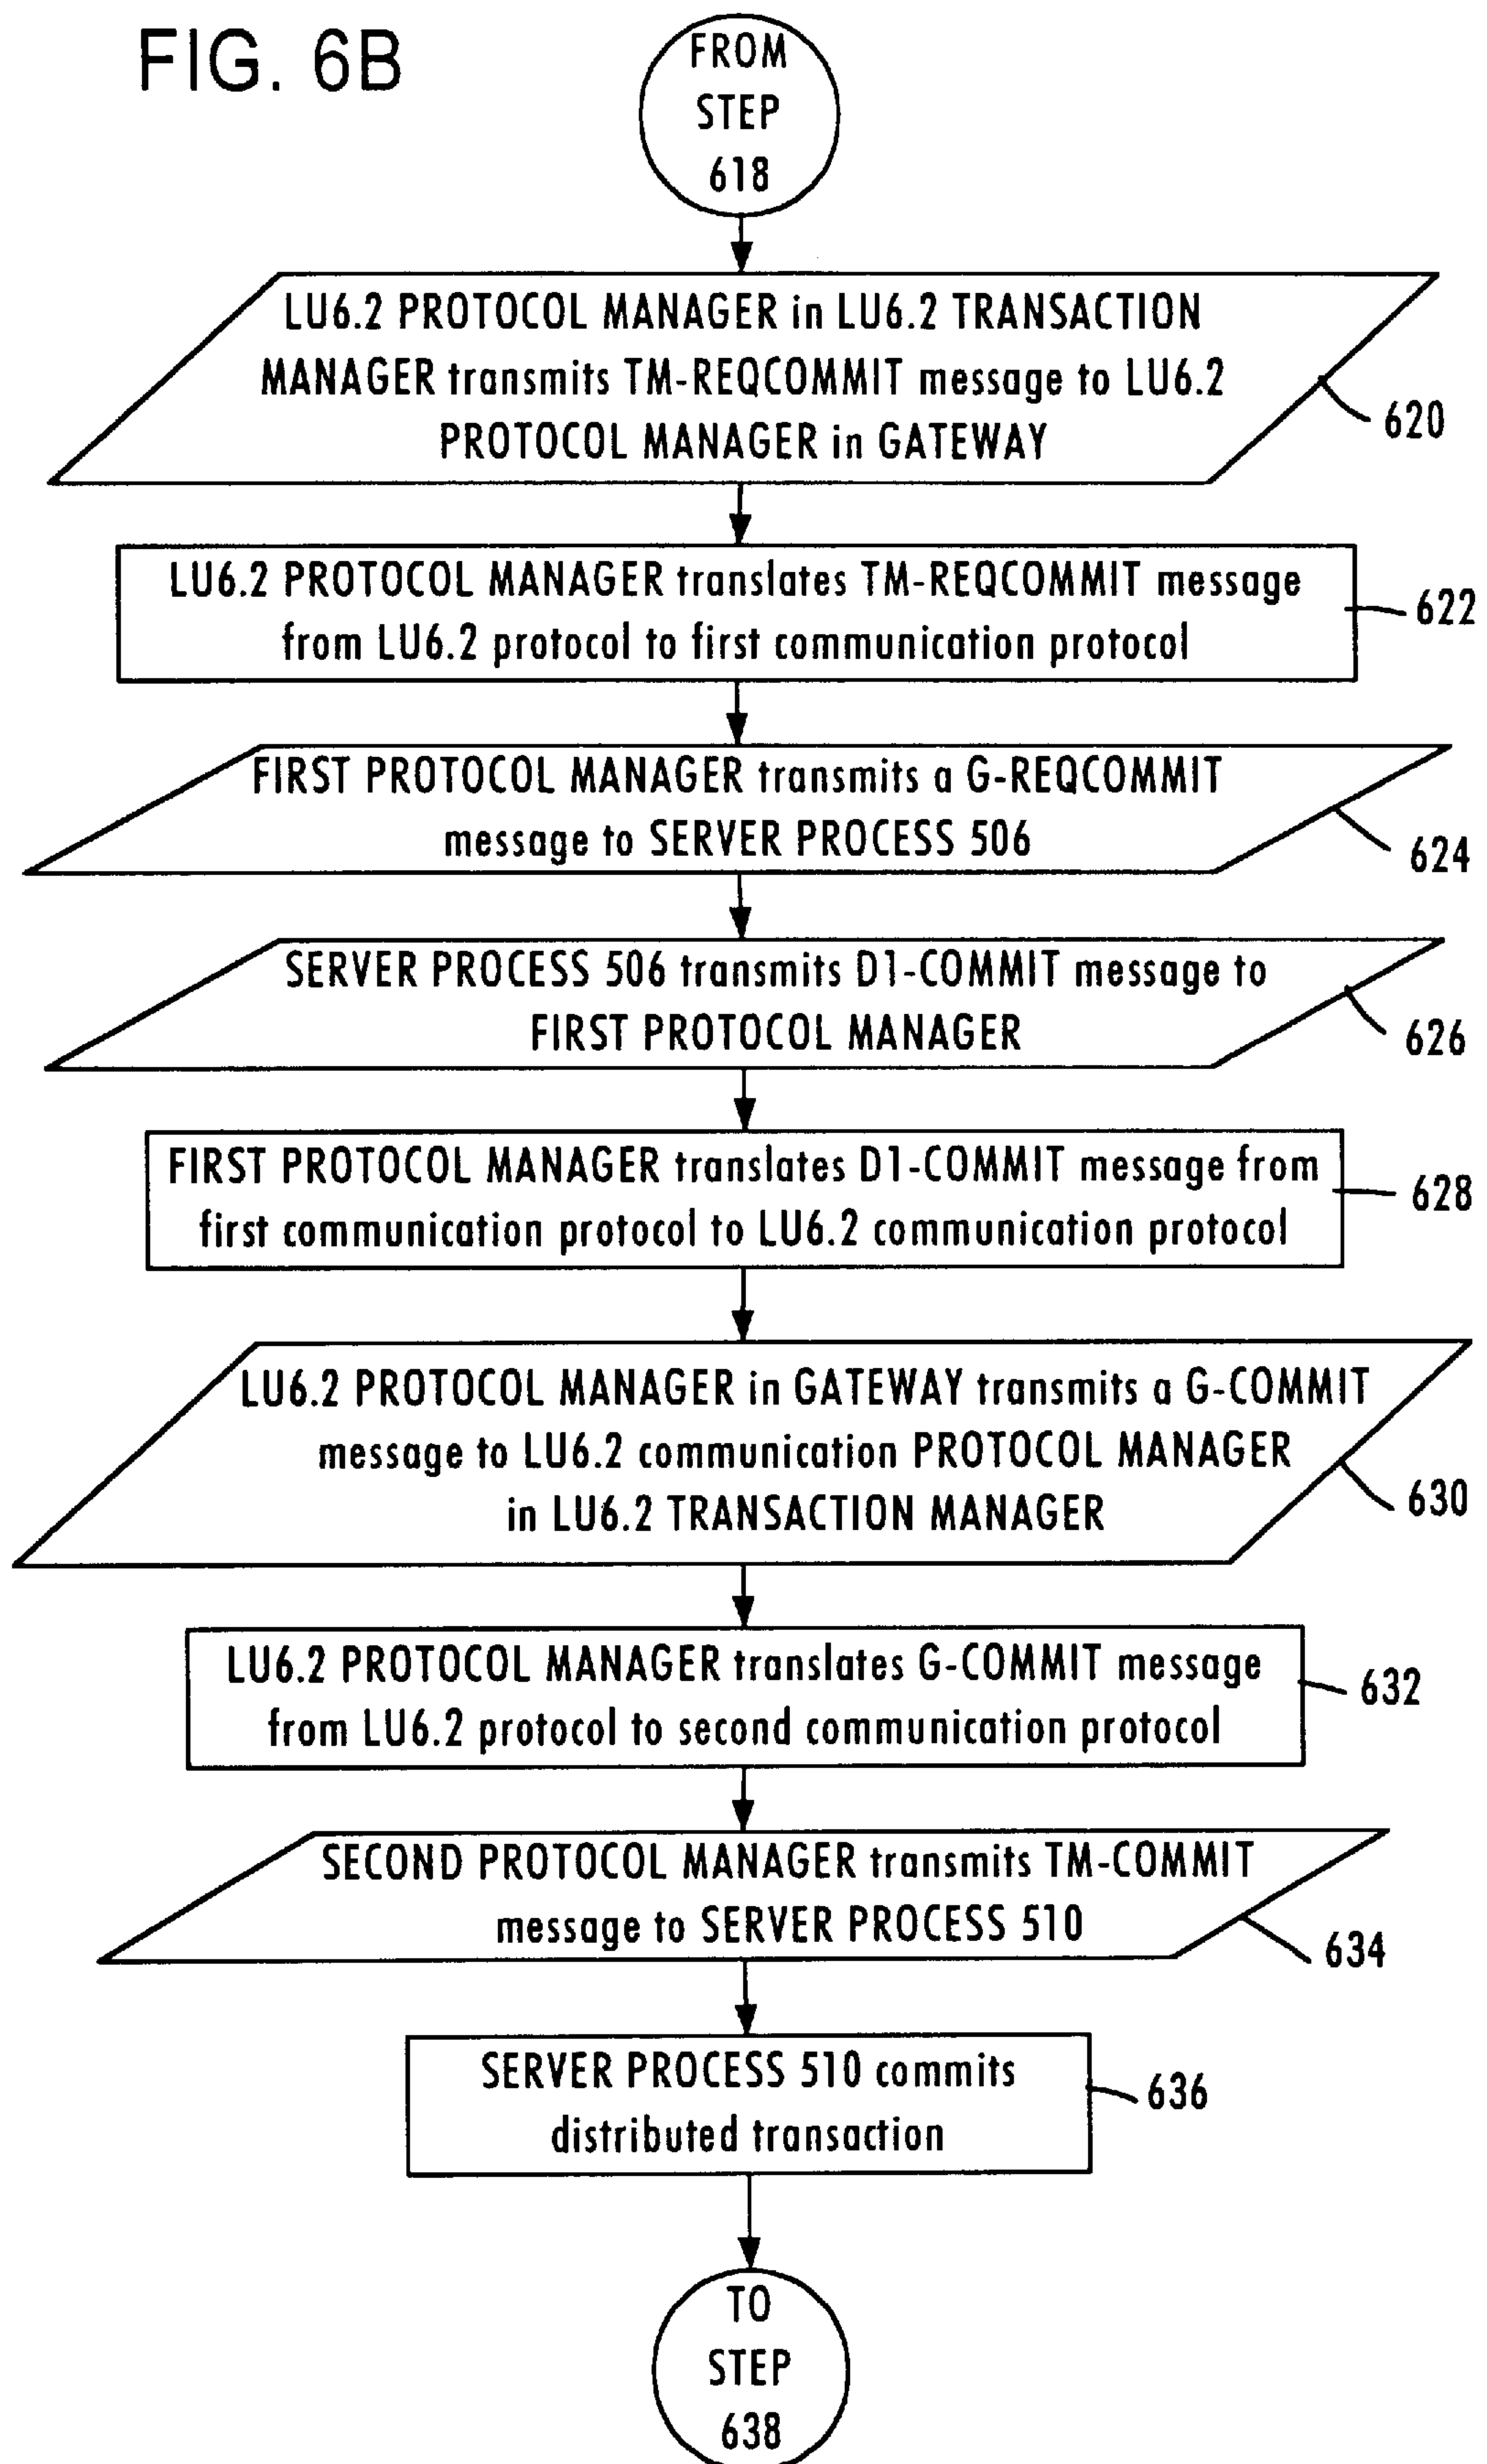 FIG. 6B
FROM
STEP
618
LU6.2 PROTOCOL MANAGER in LU6.2 TRANSACTION
MANAGER transmits TM-REQCOMMIT message to LU6.2
PROTOCOL MANAGER in GATEWAY
620
LU6.2 PROTOCOL MANAGER translates TM-REQCOMMIT message
from LU6.2 protocol to first communication protocol
622
FIRST PROTOCOL MANAGER transmits a G-REQCOMMIT
message to SERVER PROCESS 506
624
SERVER PROCESS 506 transmits D1-COMMIT message to
FIRST PROTOCOL MANAGER
626
FIRST PROTOCOL MANAGER translates D1-COMMIT message from
first communication protocol to LU6.2 communication protocol
628
LU6.2 PROTOCOL MANAGER in GATEWAY transmits a G-COMMIT
message to LU6.2 communication PROTOCOL MANAGER
in LU6.2 TRANSACTION MANAGER
630
LU6.2 PROTOCOL MANAGER translates G-COMMIT message
from LU6.2 protocol to second communication protocol
632
SECOND PROTOCOL MANAGER transmits TM-COMMIT
message to SERVER PROCESS 510
634
SERVER PROCESS 510 commits
distributed transaction
636
TO
STEP
638